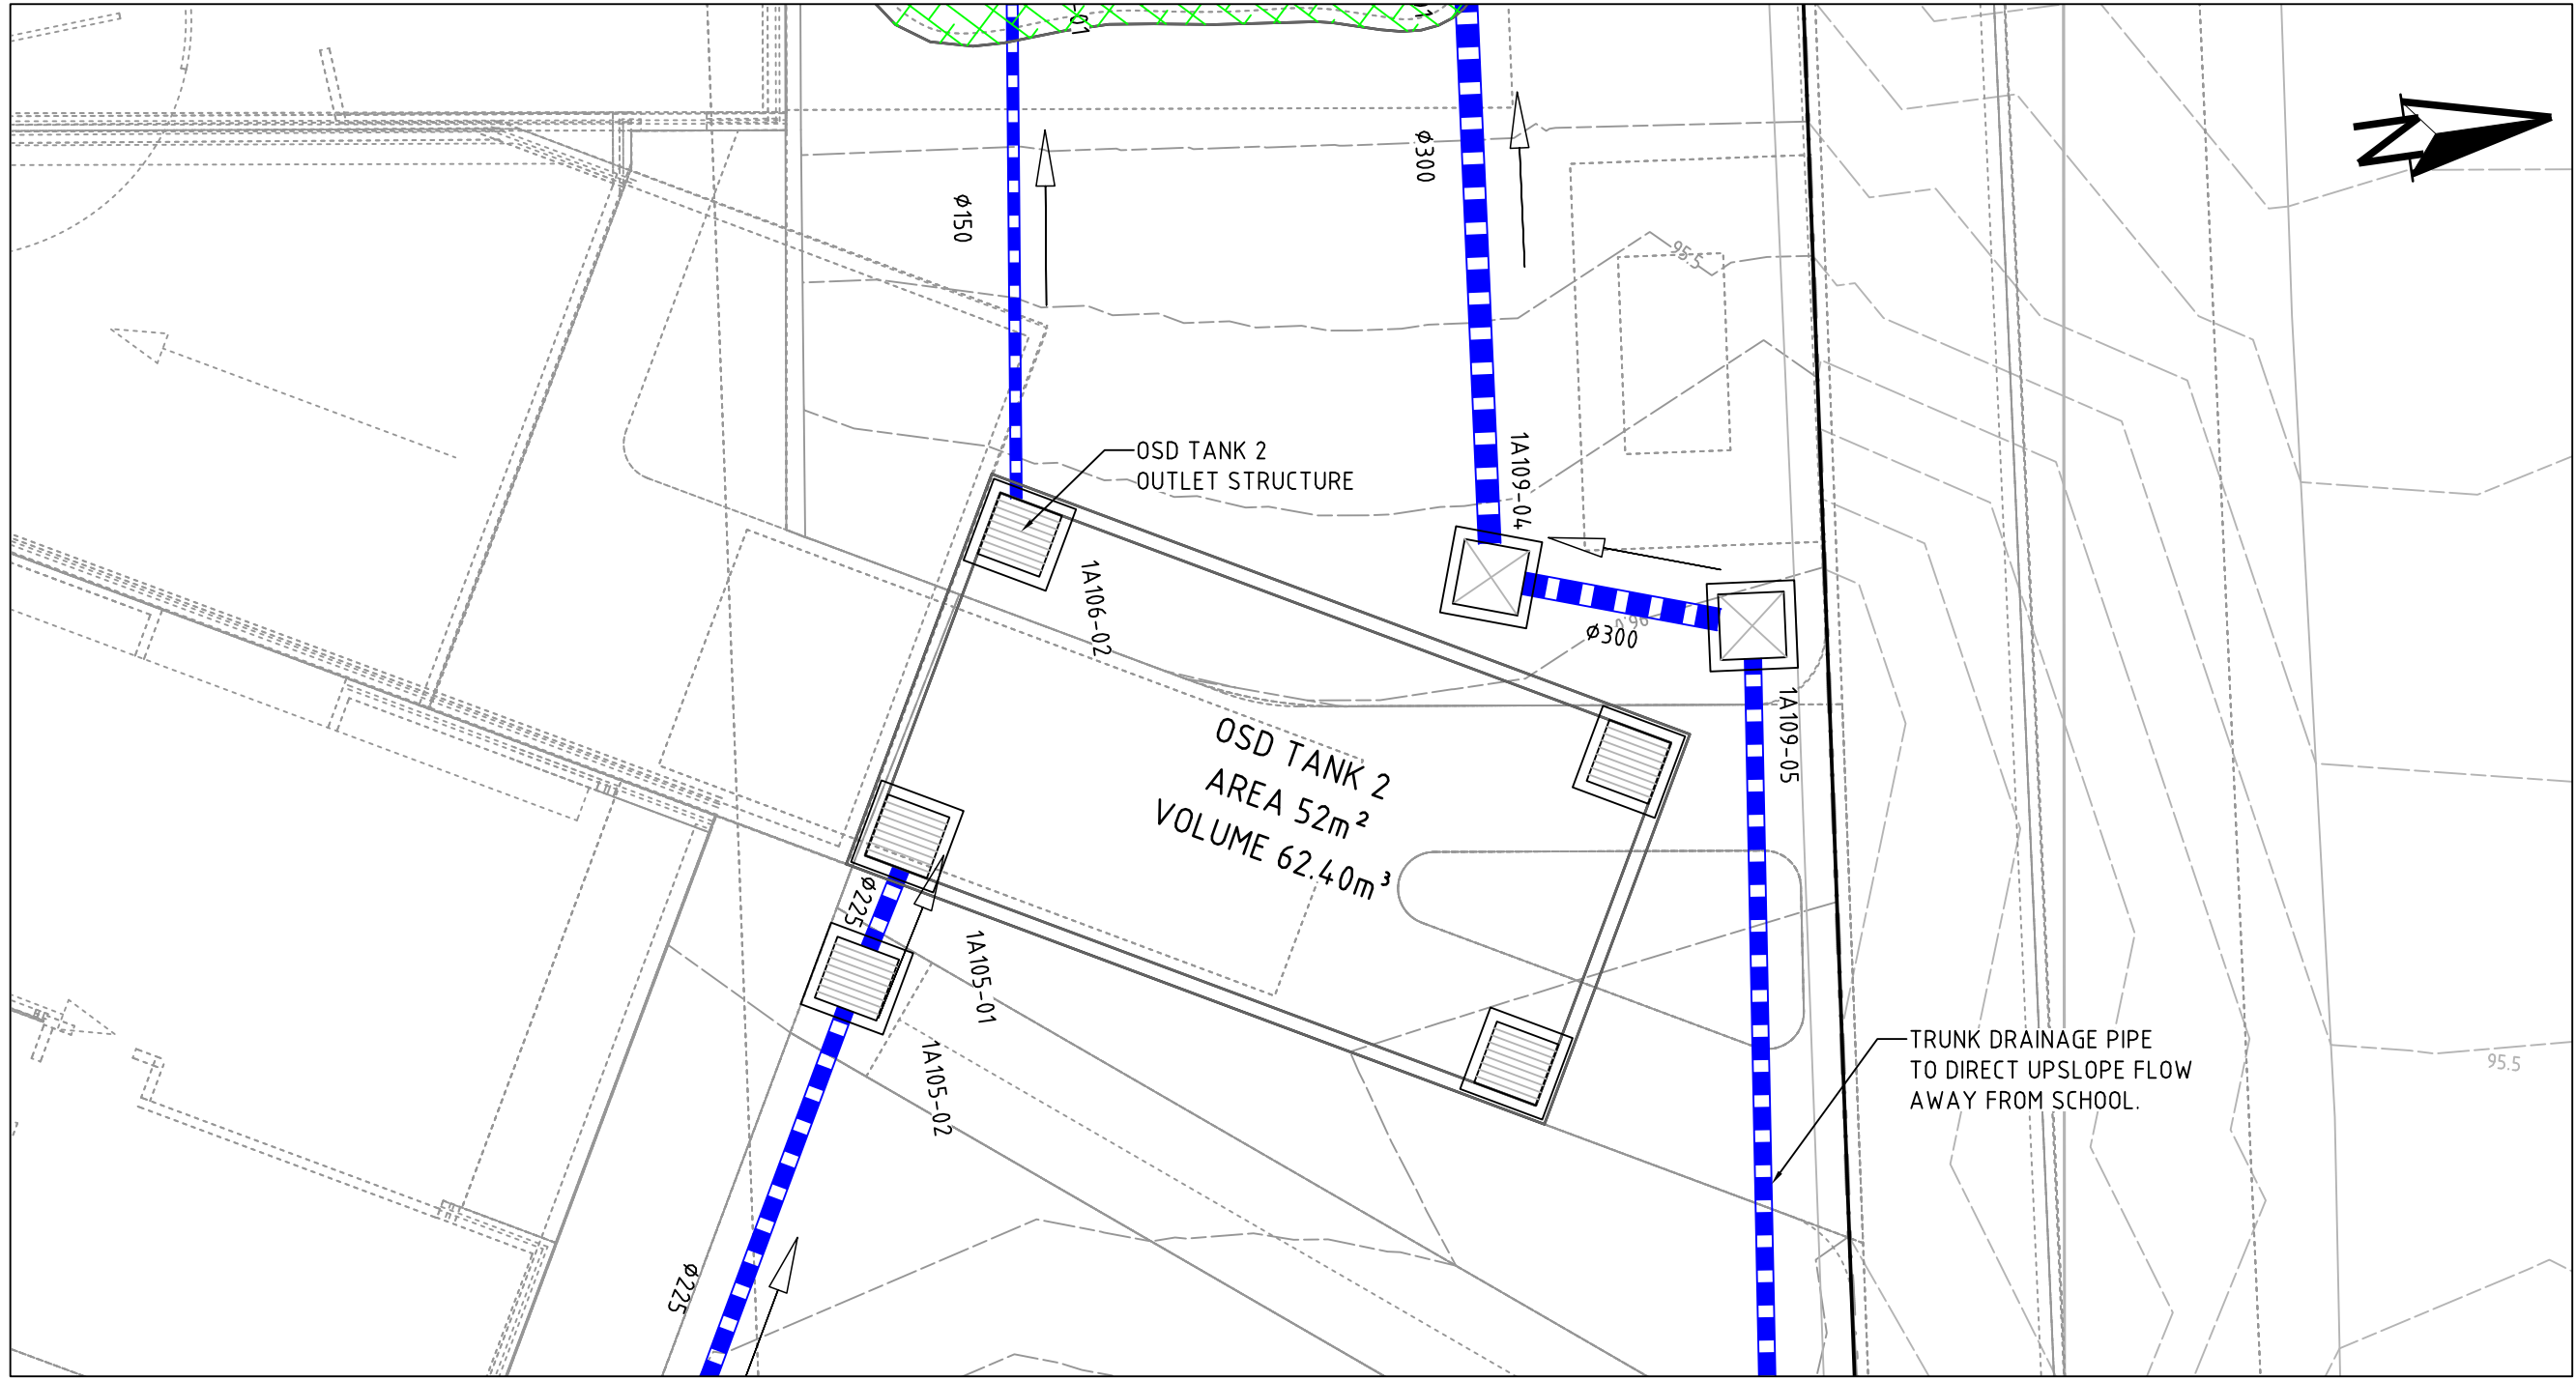 Ø150
Ø300
95.5
OSD TANK 2
OUTLET STRUCTURE
1A109-04
1A106-02
Ø300
96.0
1A109-05
OSD TANK 2
AREA 52m²
VOLUME 62.40m³
Ø225
1A105-01
1A105-02
TRUNK DRAINAGE PIPE
TO DIRECT UPSLOPE FLOW
AWAY FROM SCHOOL.
95.5
Ø225
N